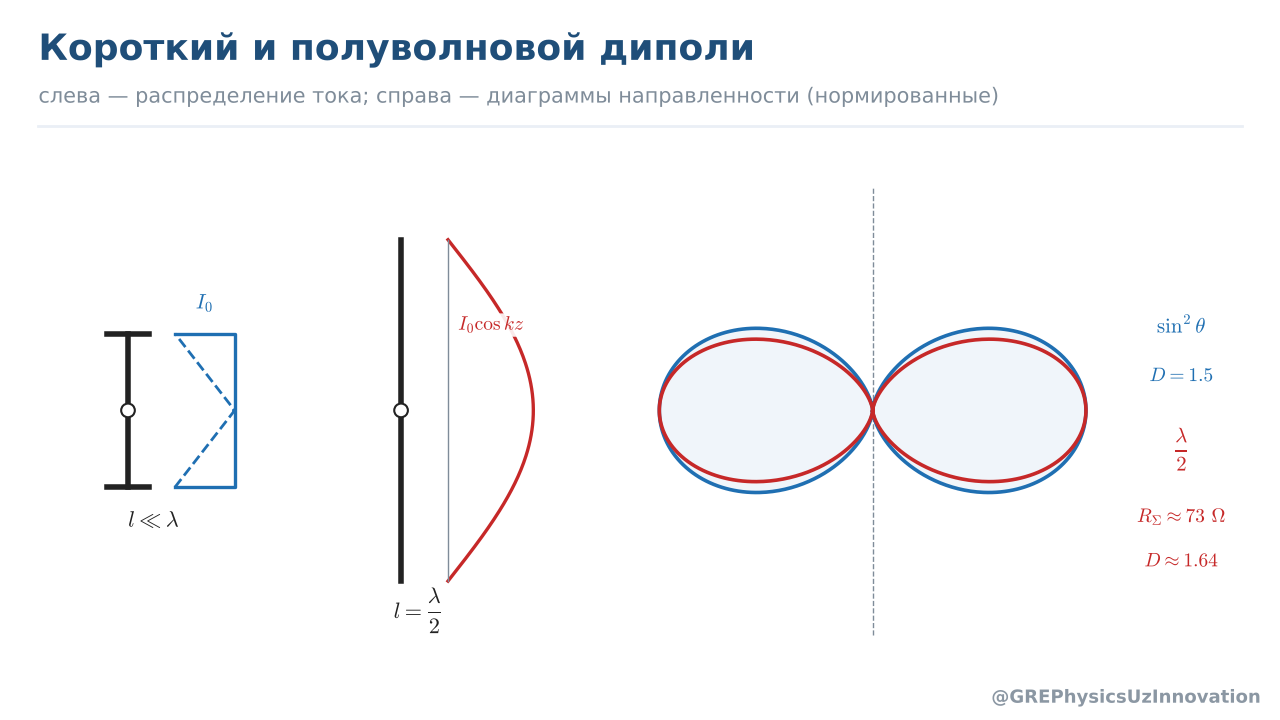 Короткий и полуволновой диполи
слева — распределение тока; справа — диаграммы направленности (нормированные)
I₀
l ≪ λ
I₀cos kz
l = λ/2
sin² θ
D = 1.5
λ/2
R_Σ ≈ 73 Ω
D ≈ 1.64
@GREPhysicsUzInnovation